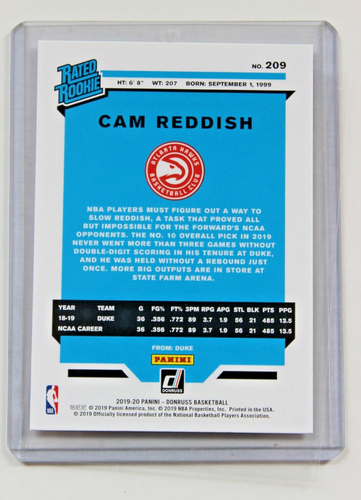 RATED
ROOKIE
NO. 209
HT: 6' 8" WT: 207 BORN: SEPTEMBER 1, 1999
CAM REDDISH
ATLANTA HAWKS
BASKETBALL CLUB
NBA PLAYERS MUST FIGURE OUT A WAY TO
SLOW REDDISH, A TASK THAT PROVED ALL
BUT IMPOSSIBLE FOR THE FORWARD'S NCAA
OPPONENTS. THE NO. 10 OVERALL PICK IN 2019
NEVER WENT MORE THAN THREE GAMES WITHOUT
DOUBLE-DIGIT SCORING IN HIS TENURE AT DUKE,
AND HE WAS HELD WITHOUT A REBOUND JUST
ONCE. MORE BIG OUTPUTS ARE IN STORE AT
STATE FARM ARENA.
YEAR TEAM G FG% FT% 3PM RPG APG STL BLK PTS PPG
18-19 DUKE 36 .356 .772 89 3.7 1.9 56 21 485 13.5
NCAA CAREER 36 .356 .772 89 3.7 1.9 56 21 485 13.5
FROM: DUKE
PANINI
NBA
DONRUSS
2019-20 PANINI – DONRUSS BASKETBALL
帕尼尼 © 2019 Panini America, Inc. © 2019 NBA Properties, Inc. Printed in the USA.
© 2019 Officially licensed product of the National Basketball Players Association.